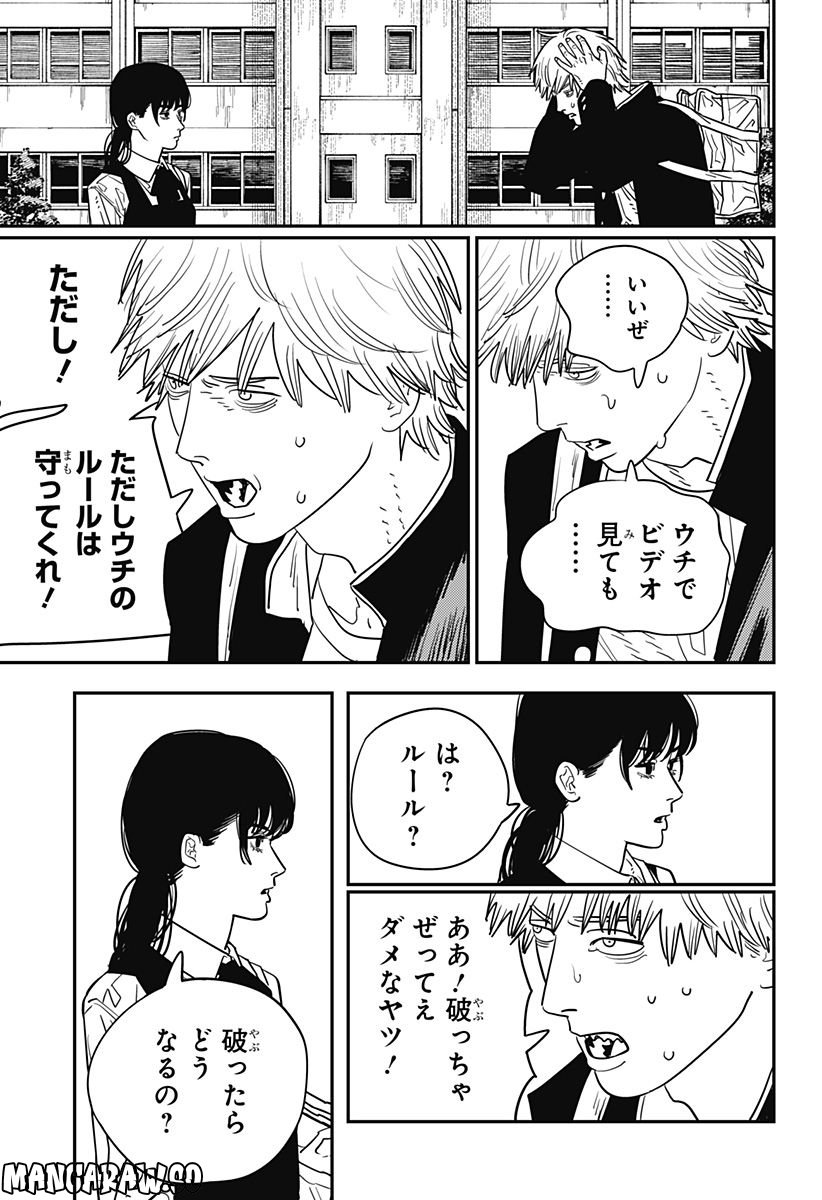 いいぜ
……
ウチで
ビデオ
見ても
……
ただし！
ただしウチの
ルールは
守ってくれ！
は？
ルール？
ああ！破っちゃ
ぜってえ
ダメなヤツ！
破ったら
どう
なるの？
MANGARAW.SO